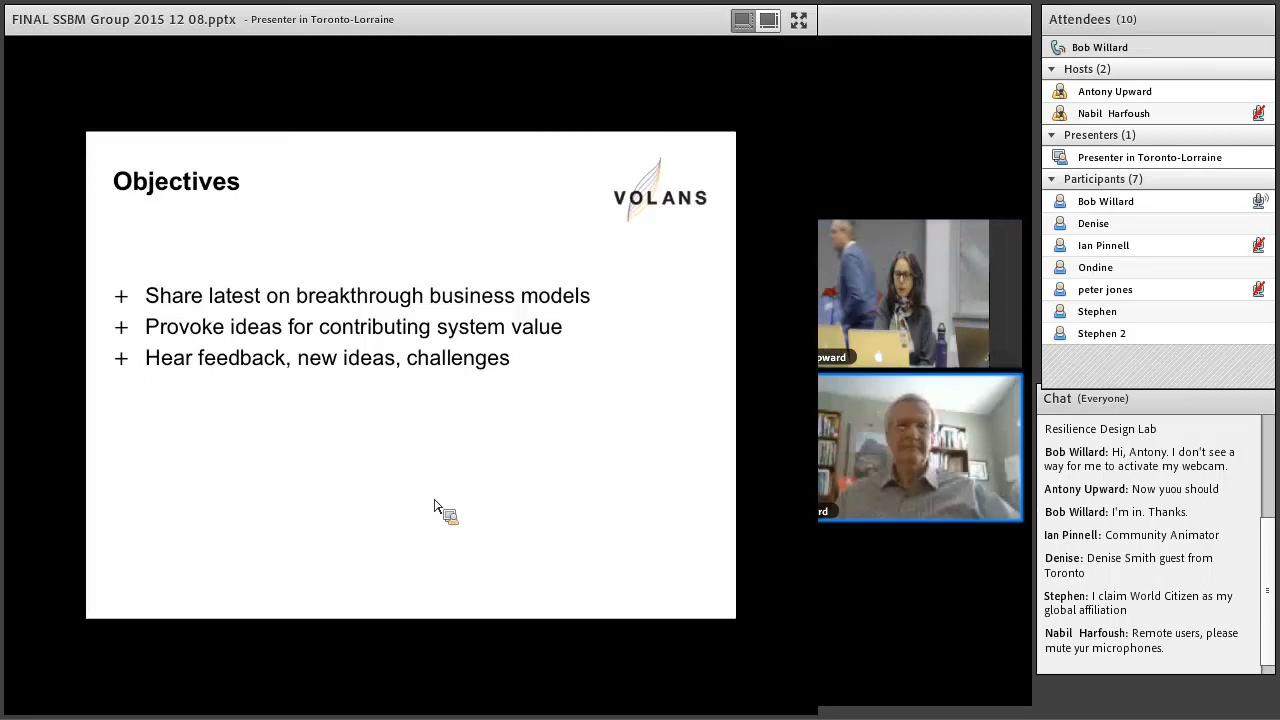 FINAL SSBM Group 2015 12 08.pptx - Presenter in Toronto-Lorraine
Objectives
VOLANS
+ Share latest on breakthrough business models
+ Provoke ideas for contributing system value
+ Hear feedback, new ideas, challenges
pward
rd
Attendees (10)
Bob Willard
Hosts (2)
Antony Upward
Nabil Harfoush
Presenters (1)
Presenter in Toronto-Lorraine
Participants (7)
Bob Willard
Denise
Ian Pinnell
Ondine
peter jones
Stephen
Stephen 2
Chat (Everyone)
Resilience Design Lab
Bob Willard: Hi, Antony. I don't see a
way for me to activate my webcam.
Antony Upward: Now yuou should
Bob Willard: I'm in. Thanks.
Ian Pinnell: Community Animator
Denise: Denise Smith guest from
Toronto
Stephen: I claim World Citizen as my
global affiliation
Nabil Harfoush: Remote users, please
mute yur microphones.